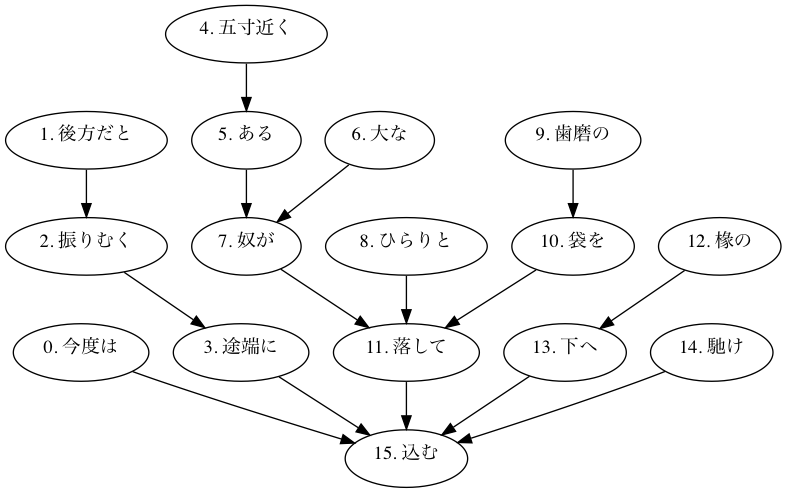 4. 五寸近く
1. 後方だと
5. ある
6. 大な
9. 歯磨の
2. 振りむく
7. 奴が
8. ひらりと
10. 袋を
12. 椽の
0. 今度は
3. 途端に
11. 落して
13. 下へ
14. 馳け
15. 込む